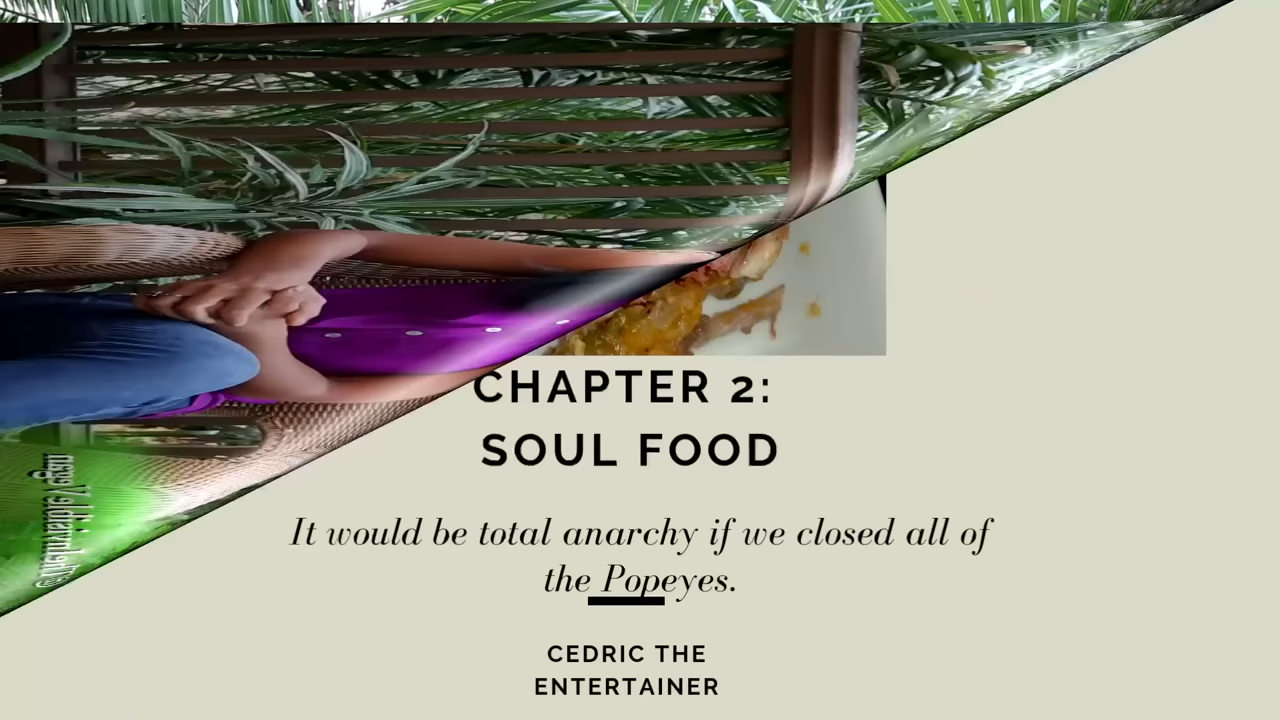 CHAPTER 2:
SOUL FOOD
It would be total anarchy if we closed all of
the Popeyes.
CEDRIC THE
ENTERTAINER